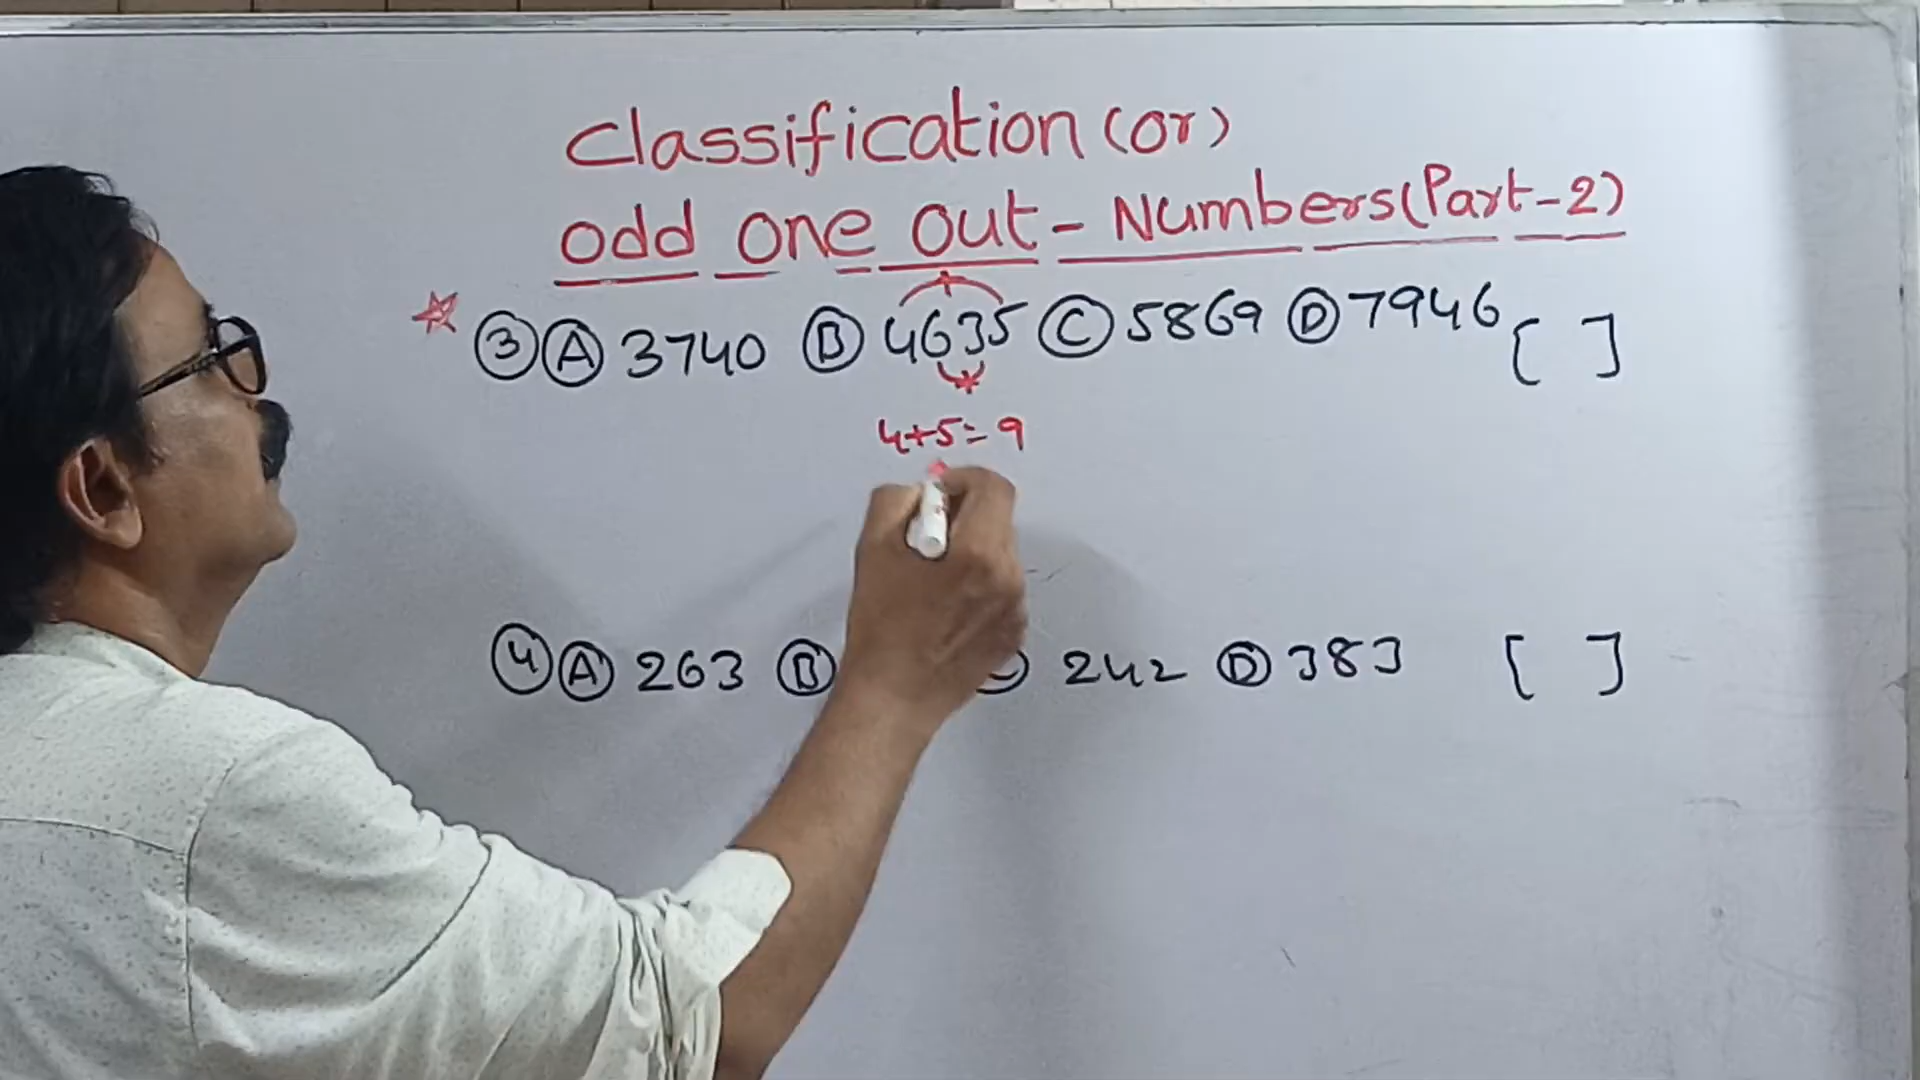 Classification (or)
odd one out - Numbers (Part-2)
③ Ⓐ 3740 Ⓑ 4635 Ⓒ 5869 Ⓓ 7946 [ ]
4+5=9
④ Ⓐ 263 Ⓑ 242 Ⓓ 383 [ ]